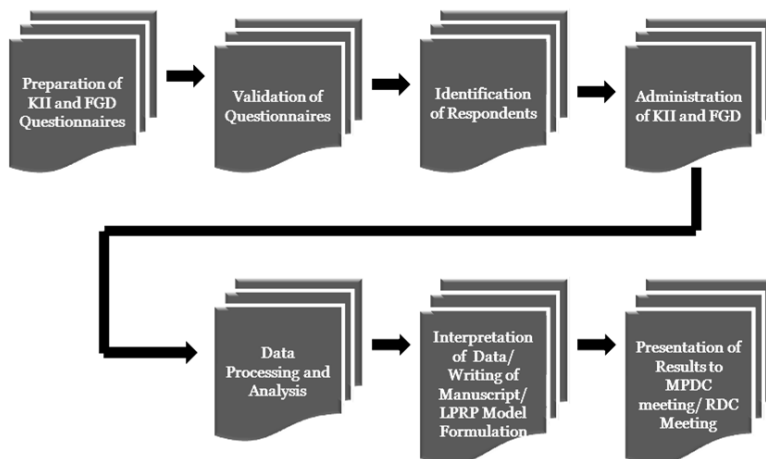 Preparation of
KII and FGD
Questionnaires
Validation of
Questionnaires
Identification
of Respondents
Administration
of KII and FGD
Data
Processing and
Analysis
Interpretation
of Data/
Writing of
Manuscript/
LPRP Model
Formulation
Presentation of
Results to
MPDC
meeting/ RDC
Meeting